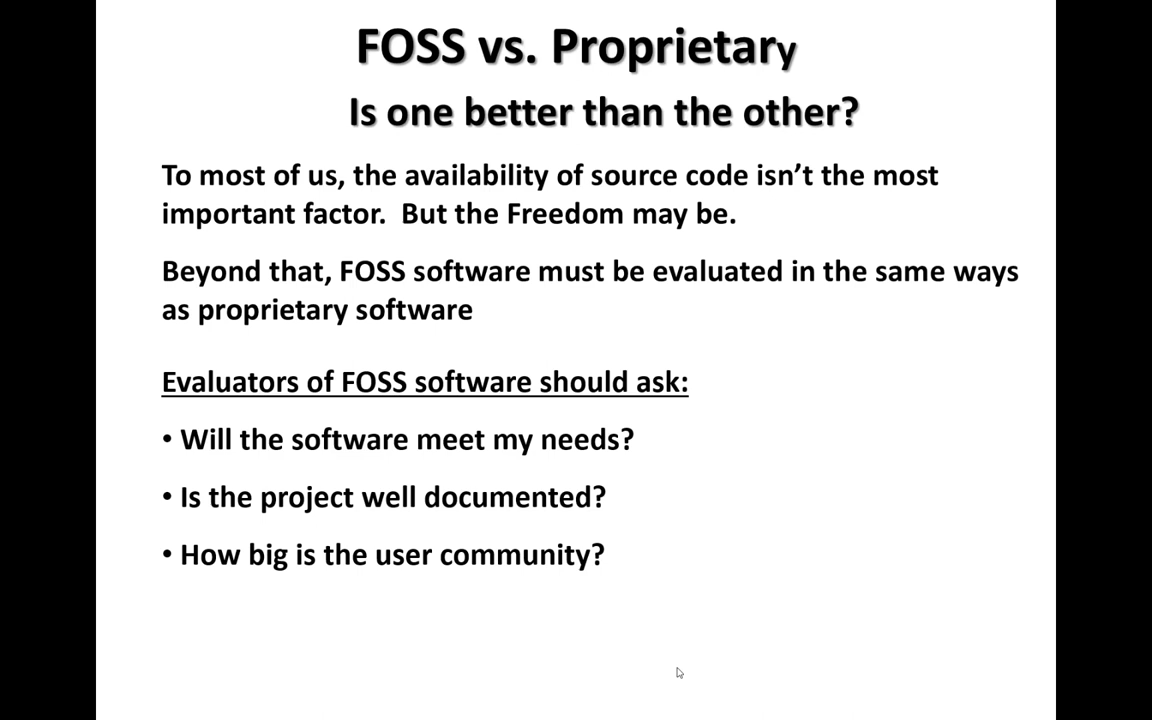 FOSS vs. Proprietary
Is one better than the other?
To most of us, the availability of source code isn’t the most
important factor.  But the Freedom may be.
Beyond that, FOSS software must be evaluated in the same ways
as proprietary software
Evaluators of FOSS software should ask:
• Will the software meet my needs?
• Is the project well documented?
• How big is the user community?